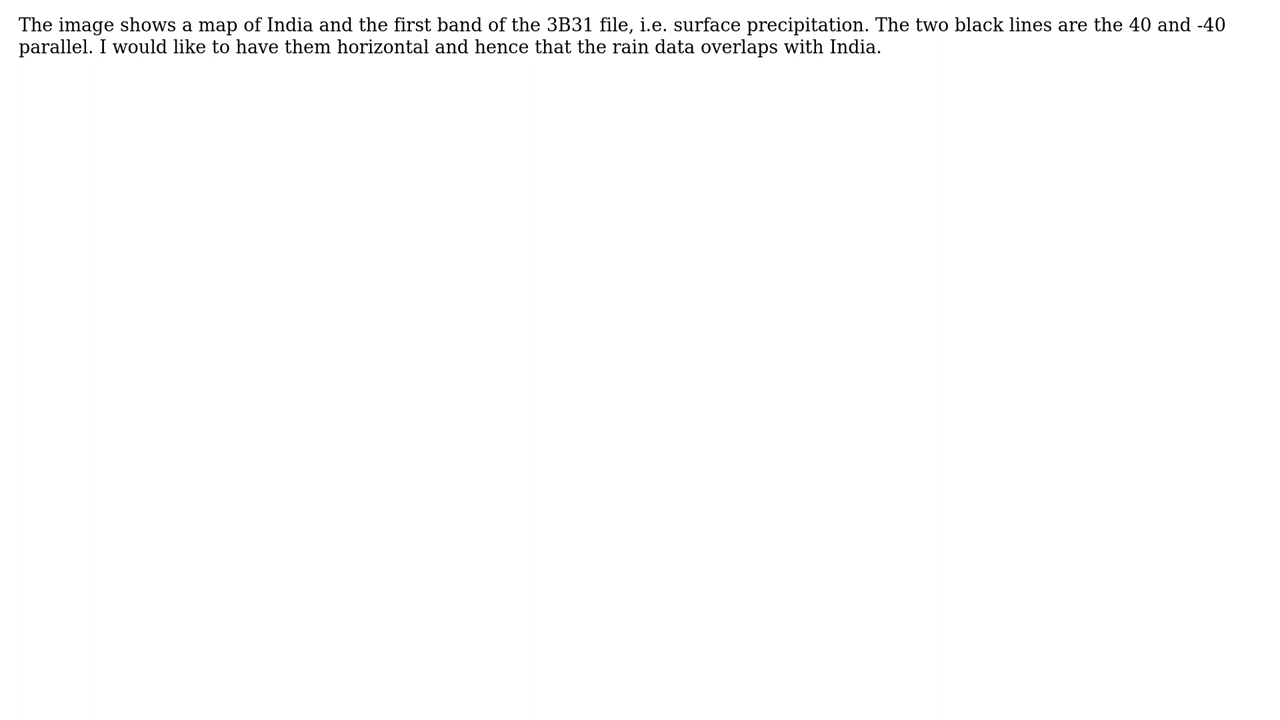 The image shows a map of India and the first band of the 3B31 file, i.e. surface precipitation. The two black lines are the 40 and -40
parallel. I would like to have them horizontal and hence that the rain data overlaps with India.